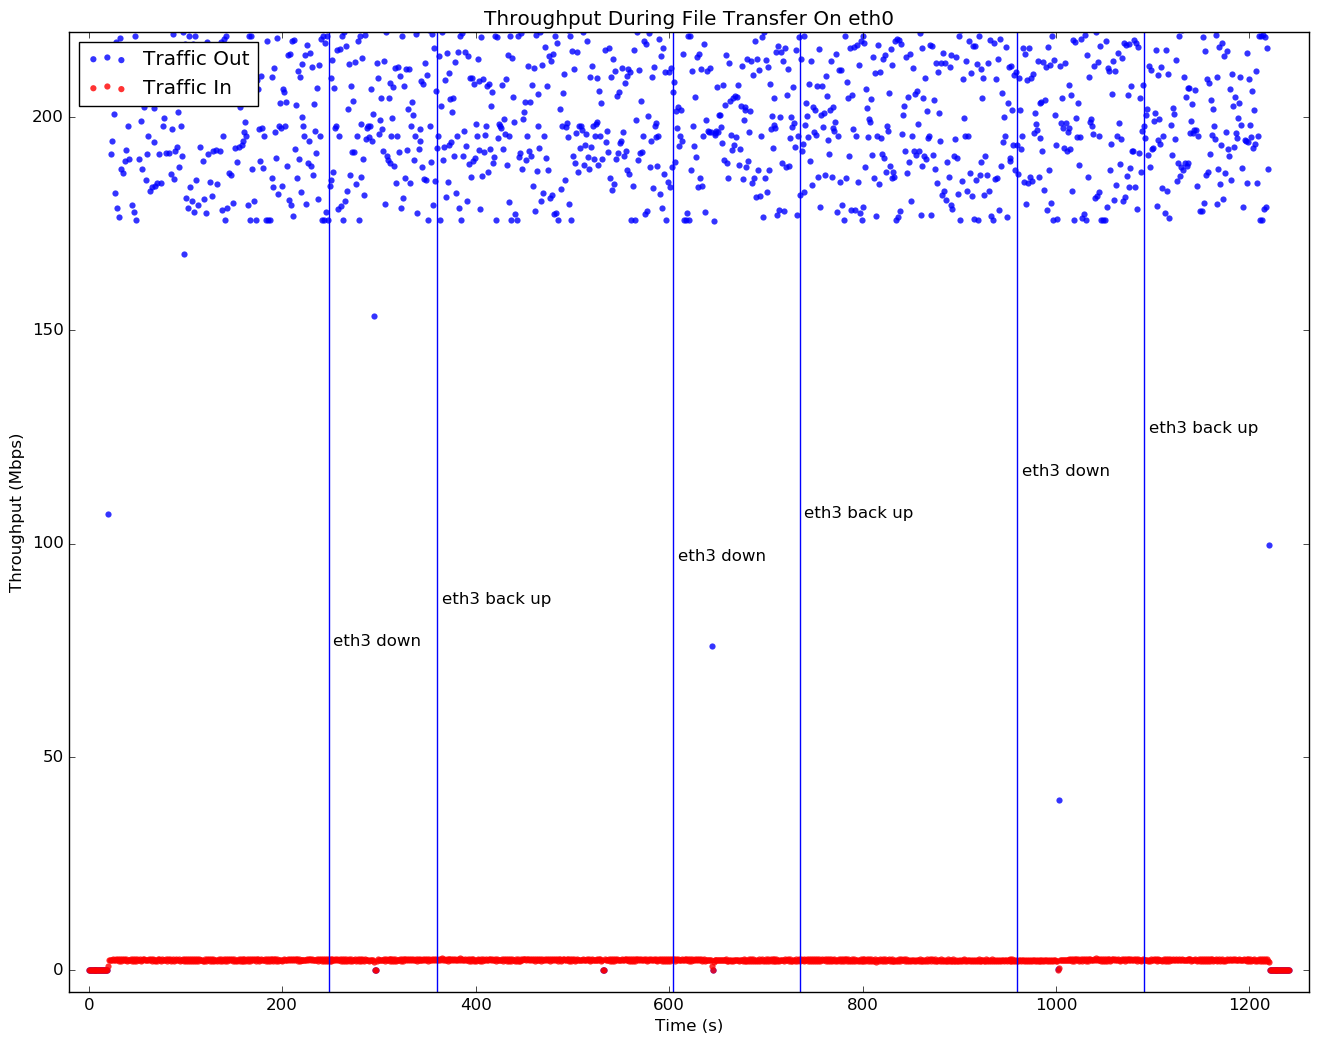 Throughput During File Transfer On eth0
Traffic Out
Traffic In
200
150
100
50
0
Throughput (Mbps)
eth3 back up
eth3 down
eth3 back up
eth3 down
eth3 back up
eth3 down
0 200 400 600 800 1000 1200
Time (s)